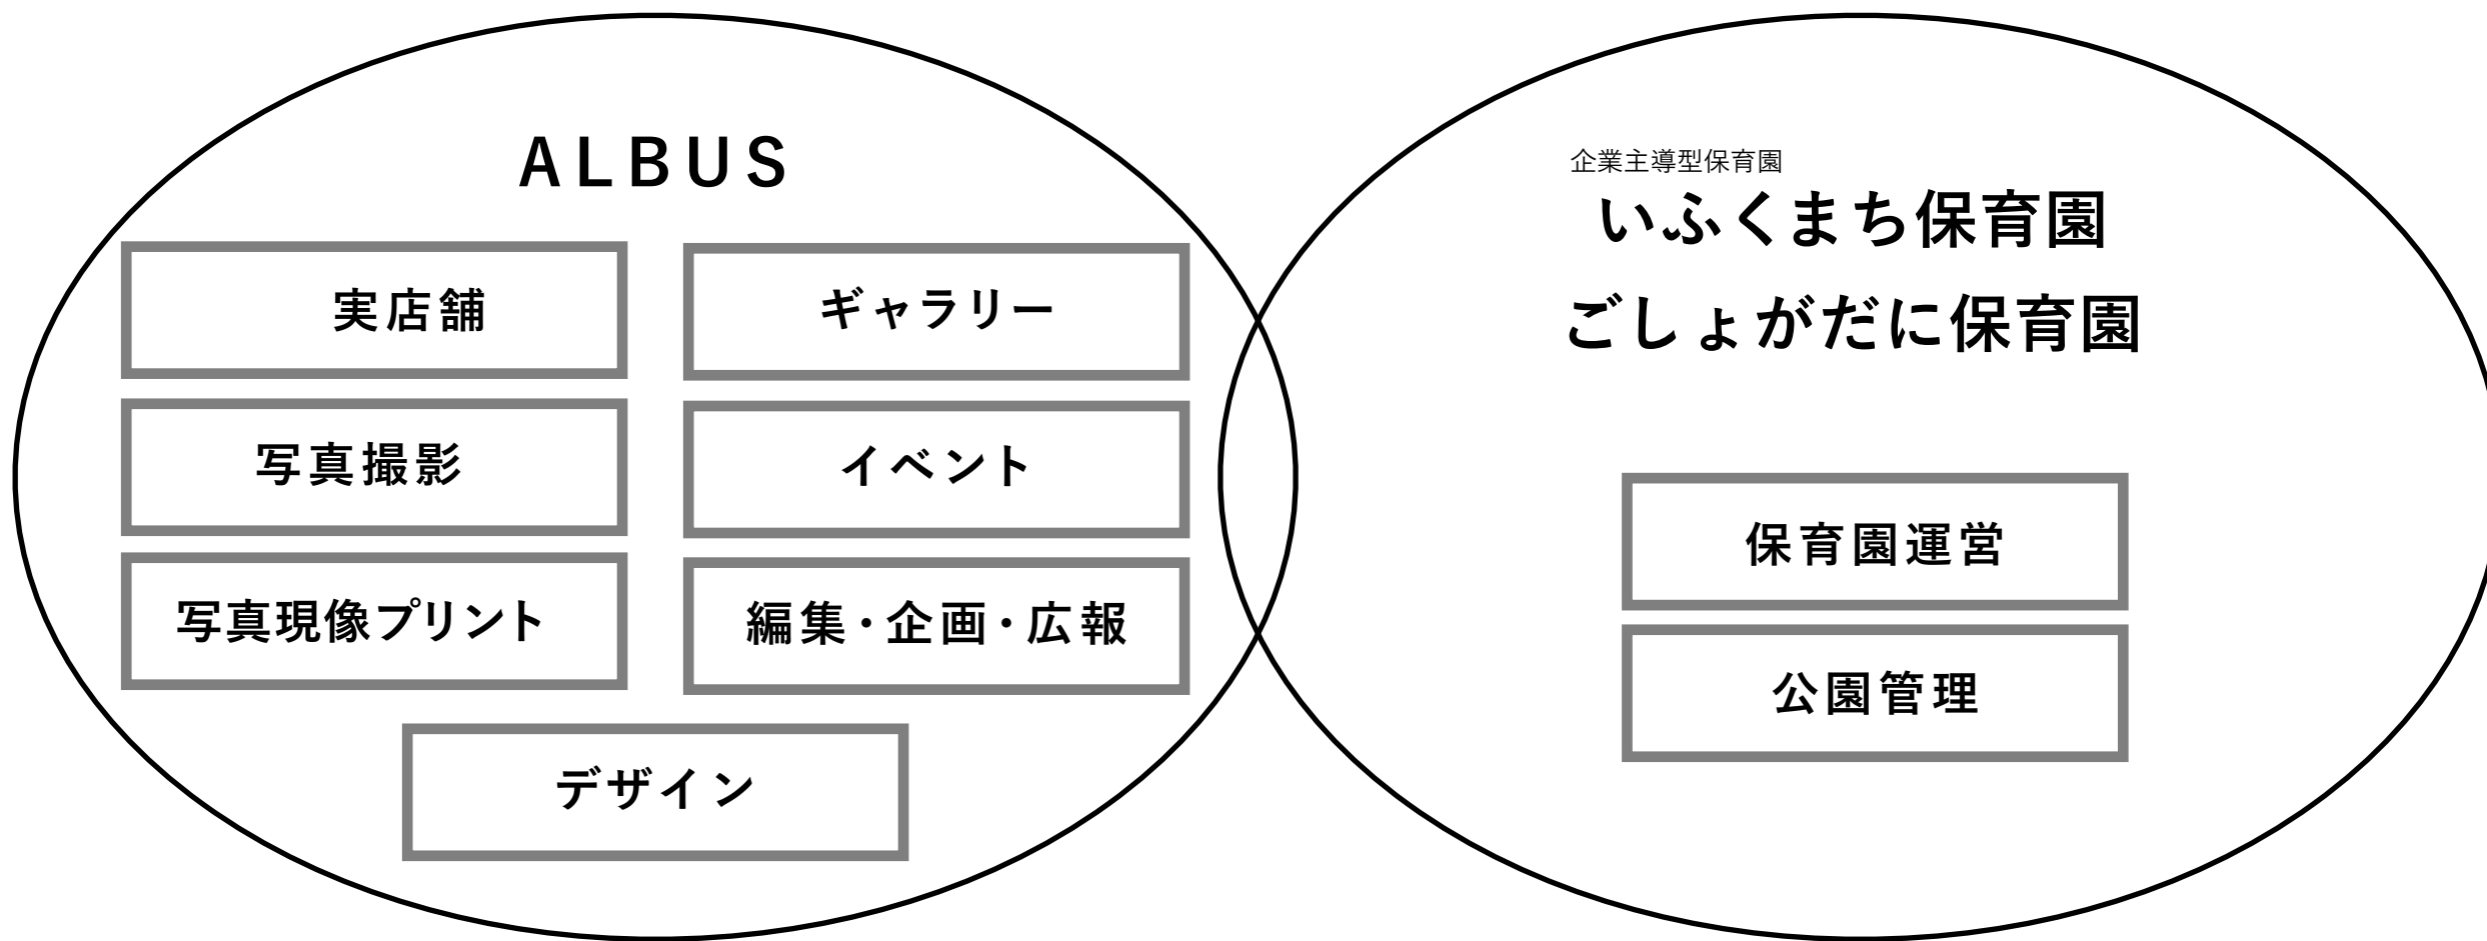 ALBUS
実店舗
ギャラリー
写真撮影
イベント
写真現像プリント
編集・企画・広報
デザイン
企業主導型保育園
いふくまち保育園
ごしょがだに保育園
保育園運営
公園管理